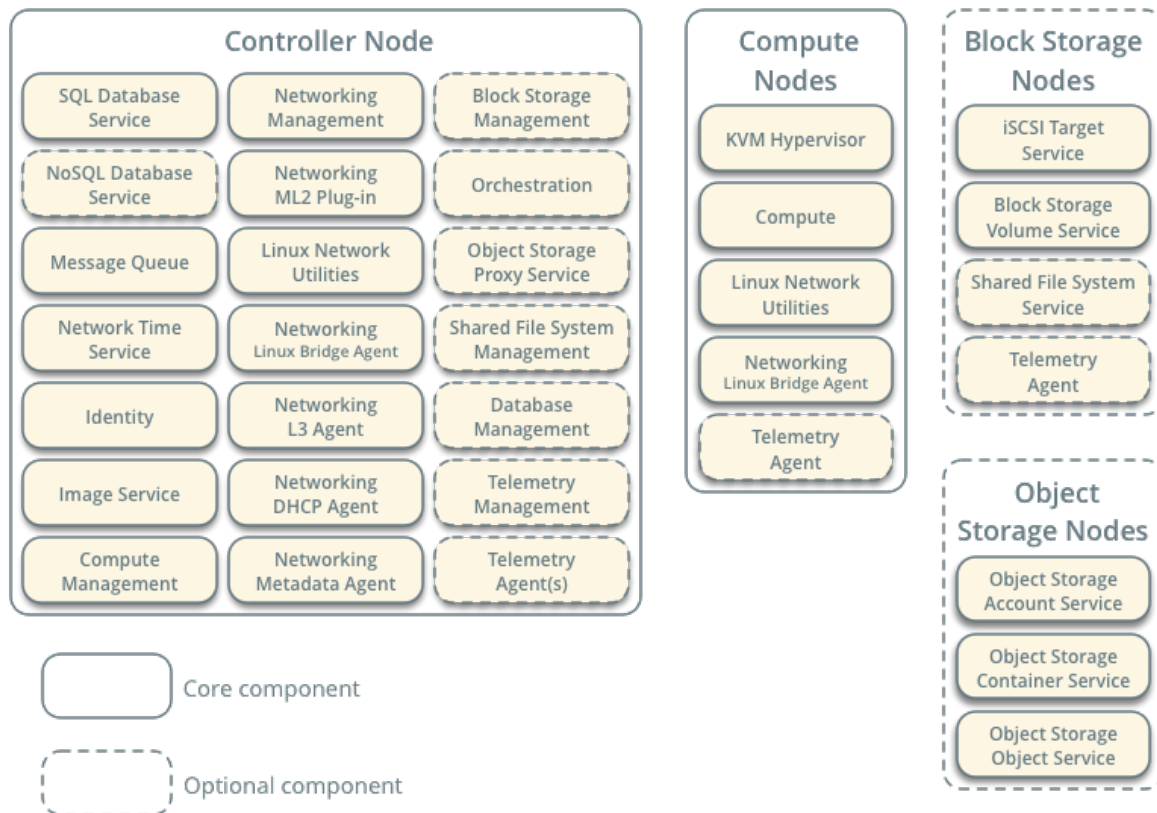 Controller Node
SQL Database
Service
Networking
Management
Block Storage
Management
NoSQL Database
Service
Networking
ML2 Plug-in
Orchestration
Message Queue
Linux Network
Utilities
Object Storage
Proxy Service
Network Time
Service
Networking
Linux Bridge Agent
Shared File System
Management
Identity
Networking
L3 Agent
Database
Management
Image Service
Networking
DHCP Agent
Telemetry
Management
Compute
Management
Networking
Metadata Agent
Telemetry
Agent(s)
Compute
Nodes
KVM Hypervisor
Compute
Linux Network
Utilities
Networking
Linux Bridge Agent
Telemetry
Agent
Block Storage
Nodes
iSCSI Target
Service
Block Storage
Volume Service
Shared File System
Service
Telemetry
Agent
Object
Storage Nodes
Object Storage
Account Service
Object Storage
Container Service
Object Storage
Object Service
Core component
Optional component